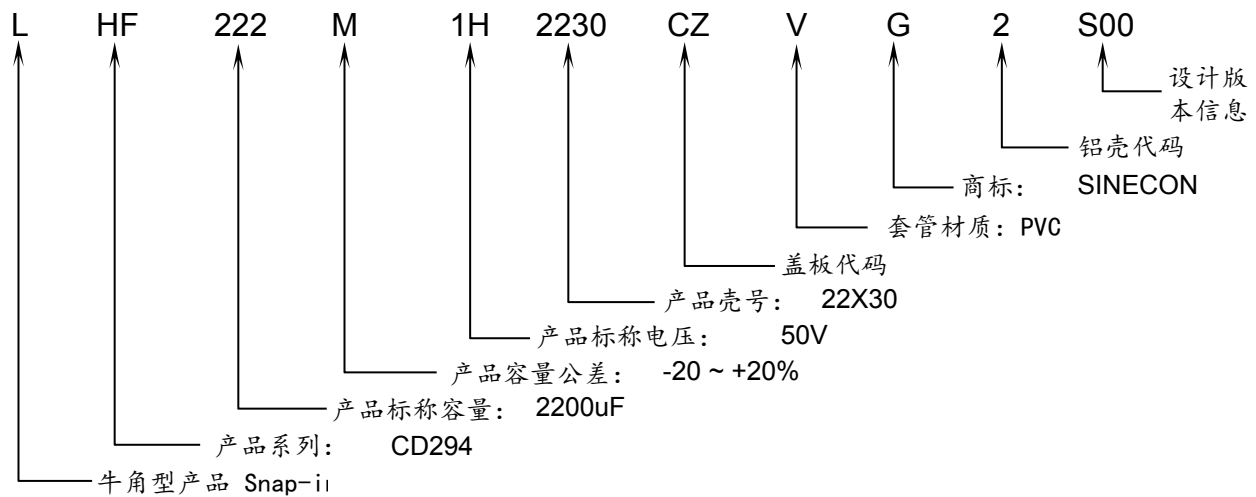 L HF 222 M 1H 2230 CZ V G 2 S00
设计版
本信息
铝壳代码
商标: SINECON
套管材质: PVC
盖板代码
产品壳号: 22X30
产品标称电压: 50V
产品容量公差: -20 ~ +20%
产品标称容量: 2200uF
产品系列: CD294
牛角型产品